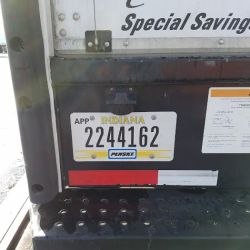 Special Savings
APP
INDIANA
2244162
PENSKE